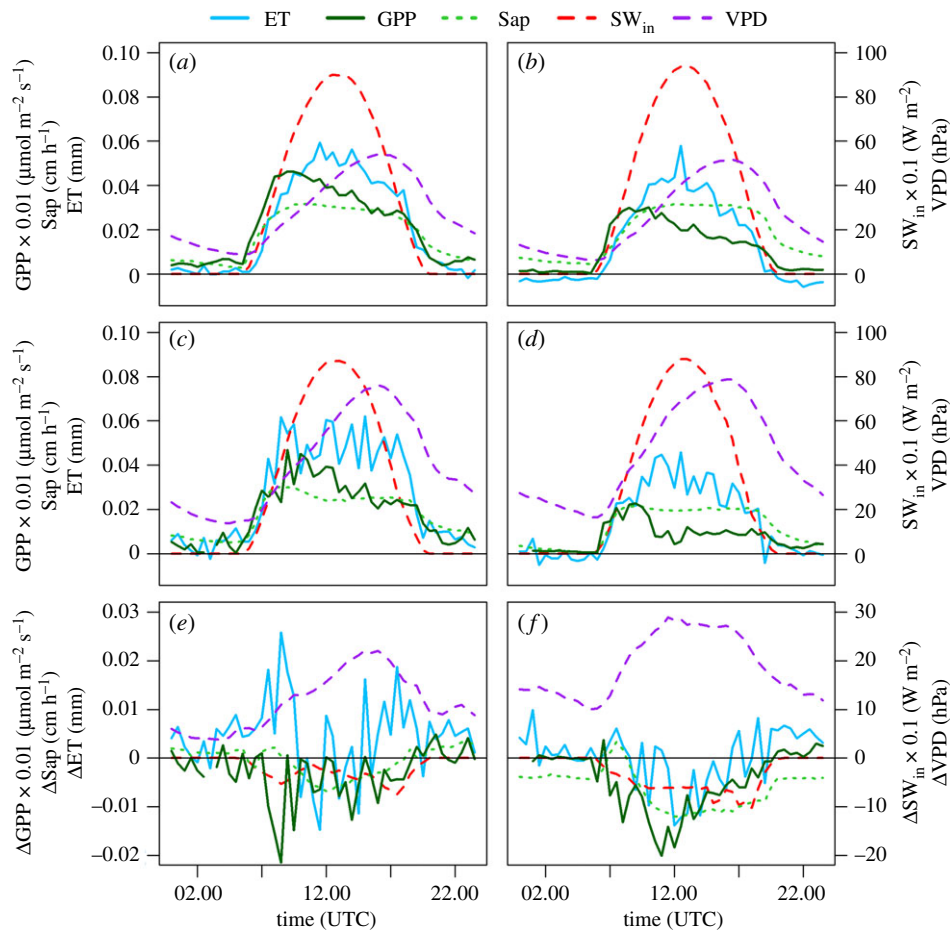 ET GPP Sap SWin VPD
(a) (b)
GPP × 0.01 (µmol m−2 s−1)
Sap (cm h−1)
ET (mm)
0.10
0.08
0.06
0.04
0.02
0
100
80
60
40
20
0
SWin × 0.1 (W m−2)
VPD (hPa)
(c) (d)
GPP × 0.01 (µmol m−2 s−1)
Sap (cm h−1)
ET (mm)
0.10
0.08
0.06
0.04
0.02
0
100
80
60
40
20
0
SWin × 0.1 (W m−2)
VPD (hPa)
(e) (f)
ΔGPP × 0.01 (µmol m−2 s−1)
ΔSap (cm h−1)
ΔET (mm)
0.03
0.02
0.01
0
−0.01
−0.02
30
20
10
0
−10
−20
ΔSWin × 0.1 (W m−2)
ΔVPD (hPa)
02.00 12.00 22.00 02.00 12.00 22.00
time (UTC) time (UTC)